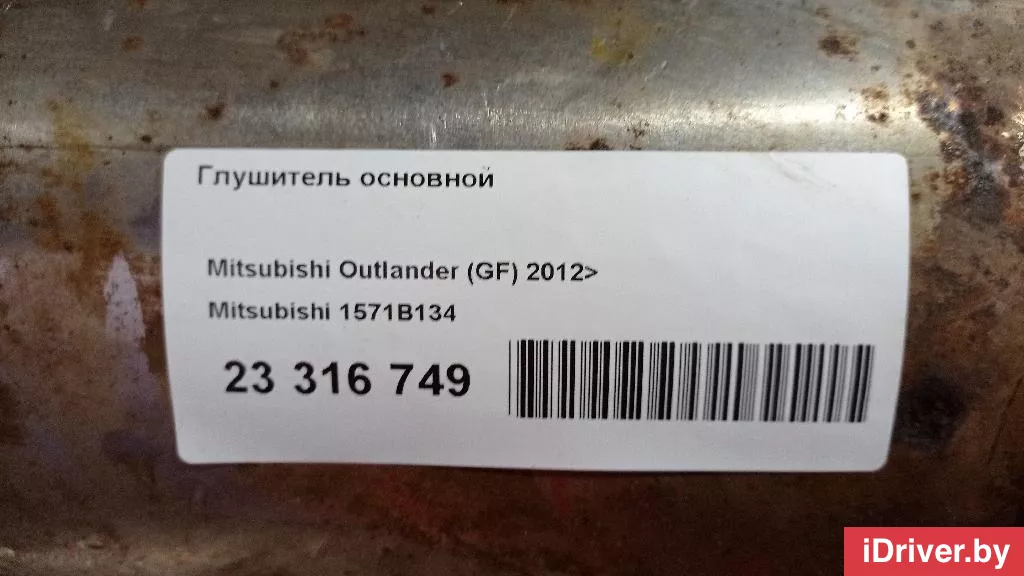 Глушитель основной
Mitsubishi Outlander (GF) 2012>
Mitsubishi 1571B134
23 316 749
iDriver.by